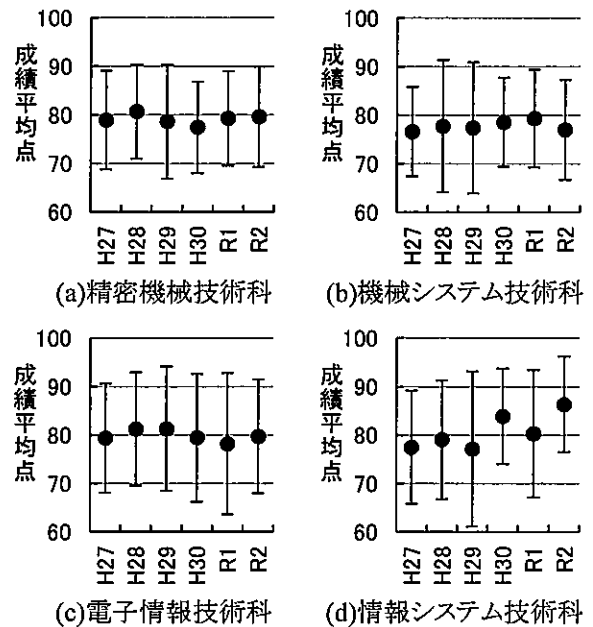 成績平均点
100
90
80
70
60
H27
H28
H29
H30
R1
R2
(a)精密機械技術科
成績平均点
100
90
80
70
60
H27
H28
H29
H30
R1
R2
(b)機械システム技術科
成績平均点
100
90
80
70
60
H27
H28
H29
H30
R1
R2
(c)電子情報技術科
成績平均点
100
90
80
70
60
H27
H28
H29
H30
R1
R2
(d)情報システム技術科